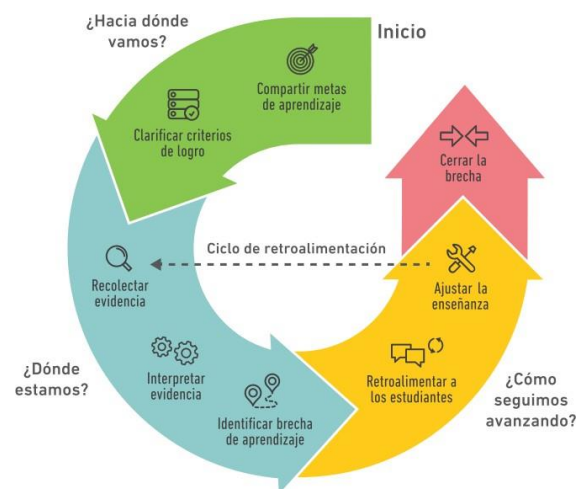 ¿Hacia dónde
vamos?
Inicio
Compartir metas
de aprendizaje
Clarificar criterios
de logro
Cerrar la
brecha
Ciclo de retroalimentación
Recolectar
evidencia
Ajustar la
enseñanza
¿Dónde
estamos?
Interpretar
evidencia
Identificar brecha
de aprendizaje
Retroalimentar a
los estudiantes
¿Cómo
seguimos
avanzando?